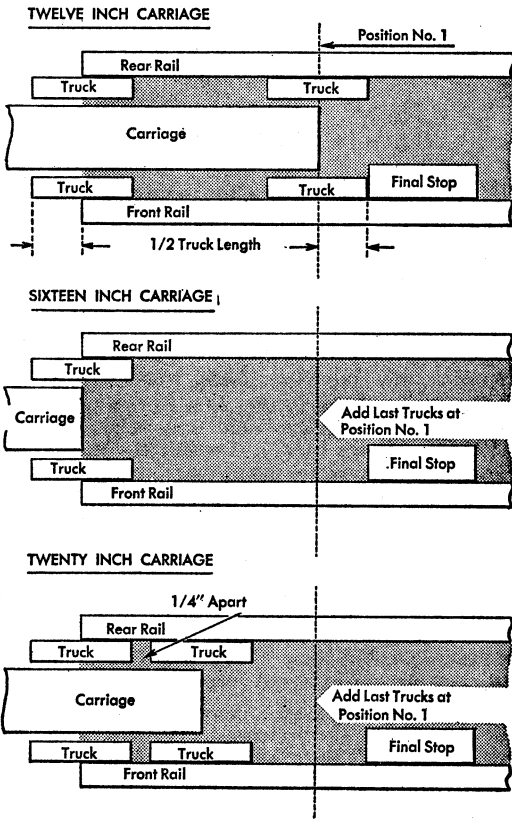 TWELVE INCH CARRIAGE
Position No. 1
Rear Rail
Truck Truck
Carriage
Truck Truck Final Stop
Front Rail
1/2 Truck Length
SIXTEEN INCH CARRIAGE
Rear Rail
Truck
Carriage
Add Last Trucks at
Position No. 1
Truck
Final Stop
Front Rail
TWENTY INCH CARRIAGE
1/4" Apart
Rear Rail
Truck Truck
Carriage
Add Last Trucks at
Position No. 1
Truck Truck Final Stop
Front Rail